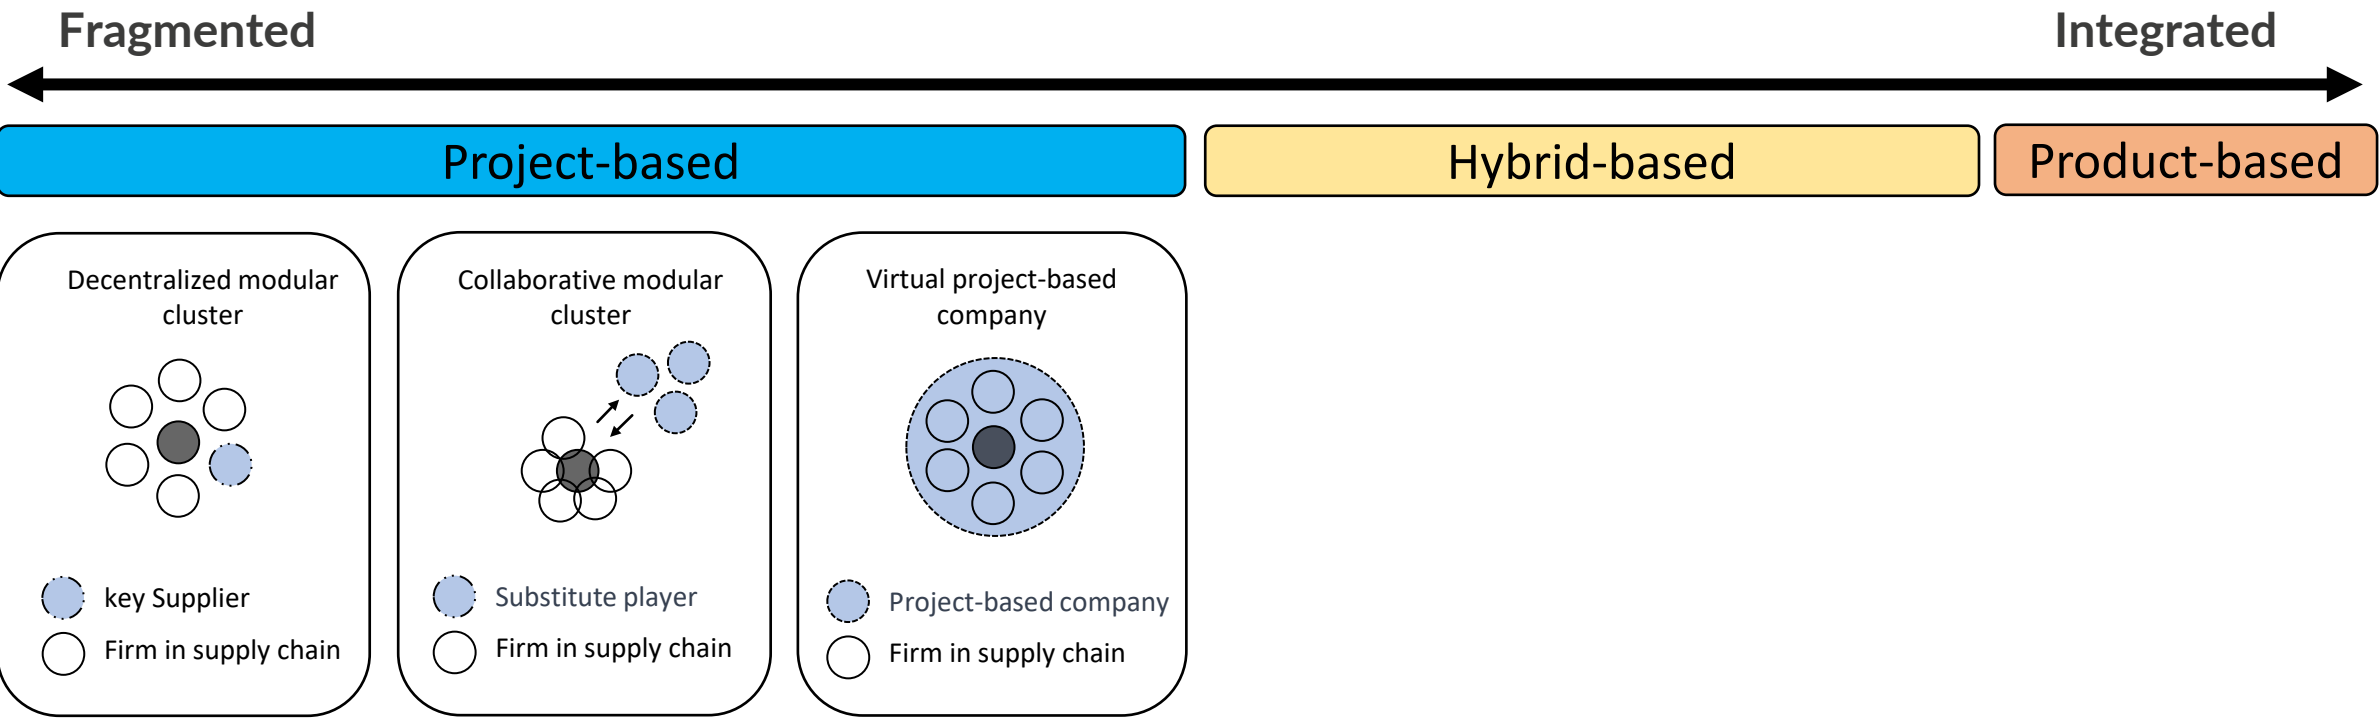 Fragmented
Integrated
Project-based
Hybrid-based
Product-based
Decentralized modular
cluster
key Supplier
Firm in supply chain
Collaborative modular
cluster
Substitute player
Firm in supply chain
Virtual project-based
company
Project-based company
Firm in supply chain